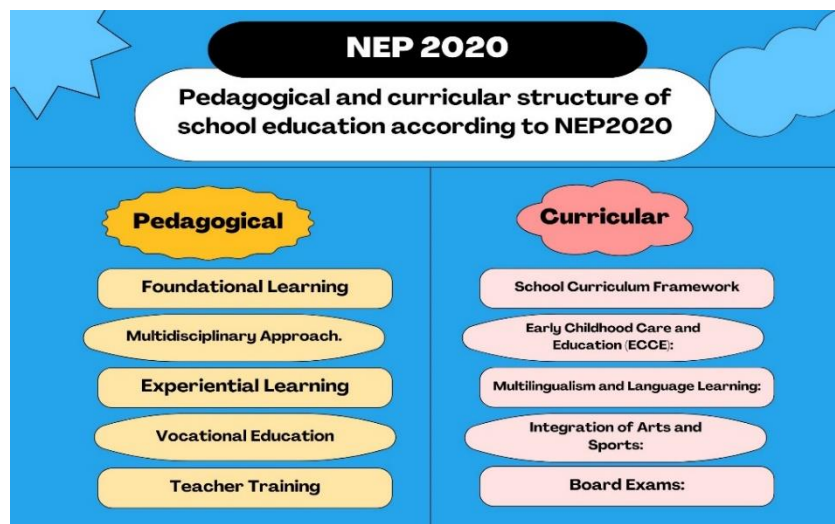 NEP 2020
Pedagogical and curricular structure of
school education according to NEP2020
Pedagogical
Foundational Learning
Multidisciplinary Approach.
Experiential Learning
Vocational Education
Teacher Training
Curricular
School Curriculum Framework
Early Childhood Care and
Education (ECCE):
Multilingualism and Language Learning:
Integration of Arts and
Sports:
Board Exams: